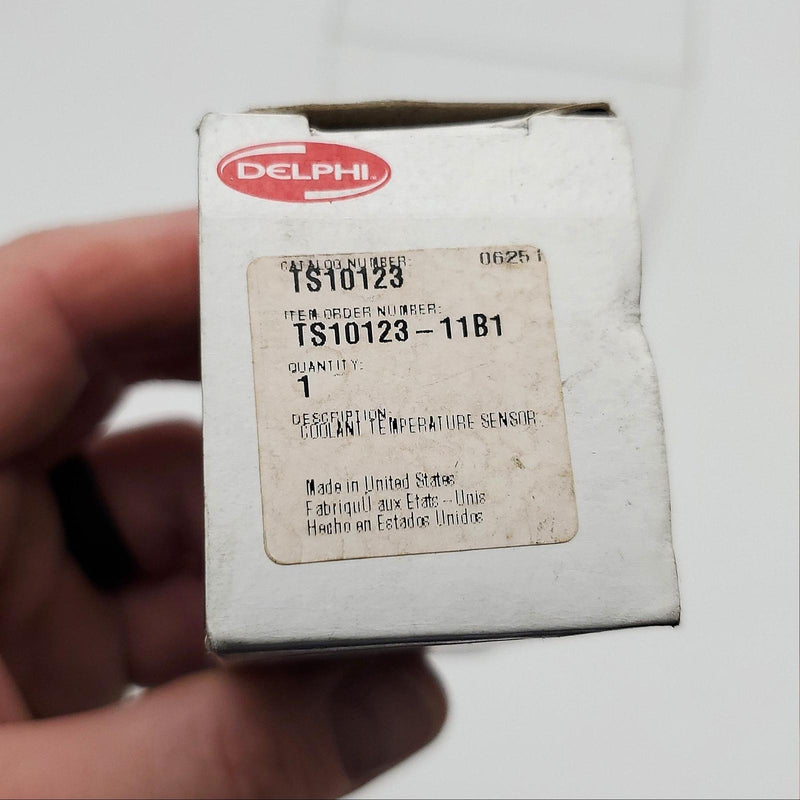 DELPHI
CATALOG NUMBER: 06251
TS10123
ITEM ORDER NUMBER:
TS10123-11B1
QUANTITY:
1
DESCRIPTION:
COOLANT TEMPERATURE SENSOR
Made in United States
FabriquÚ aux Etats-Unis
Hecho en Estados Unidos